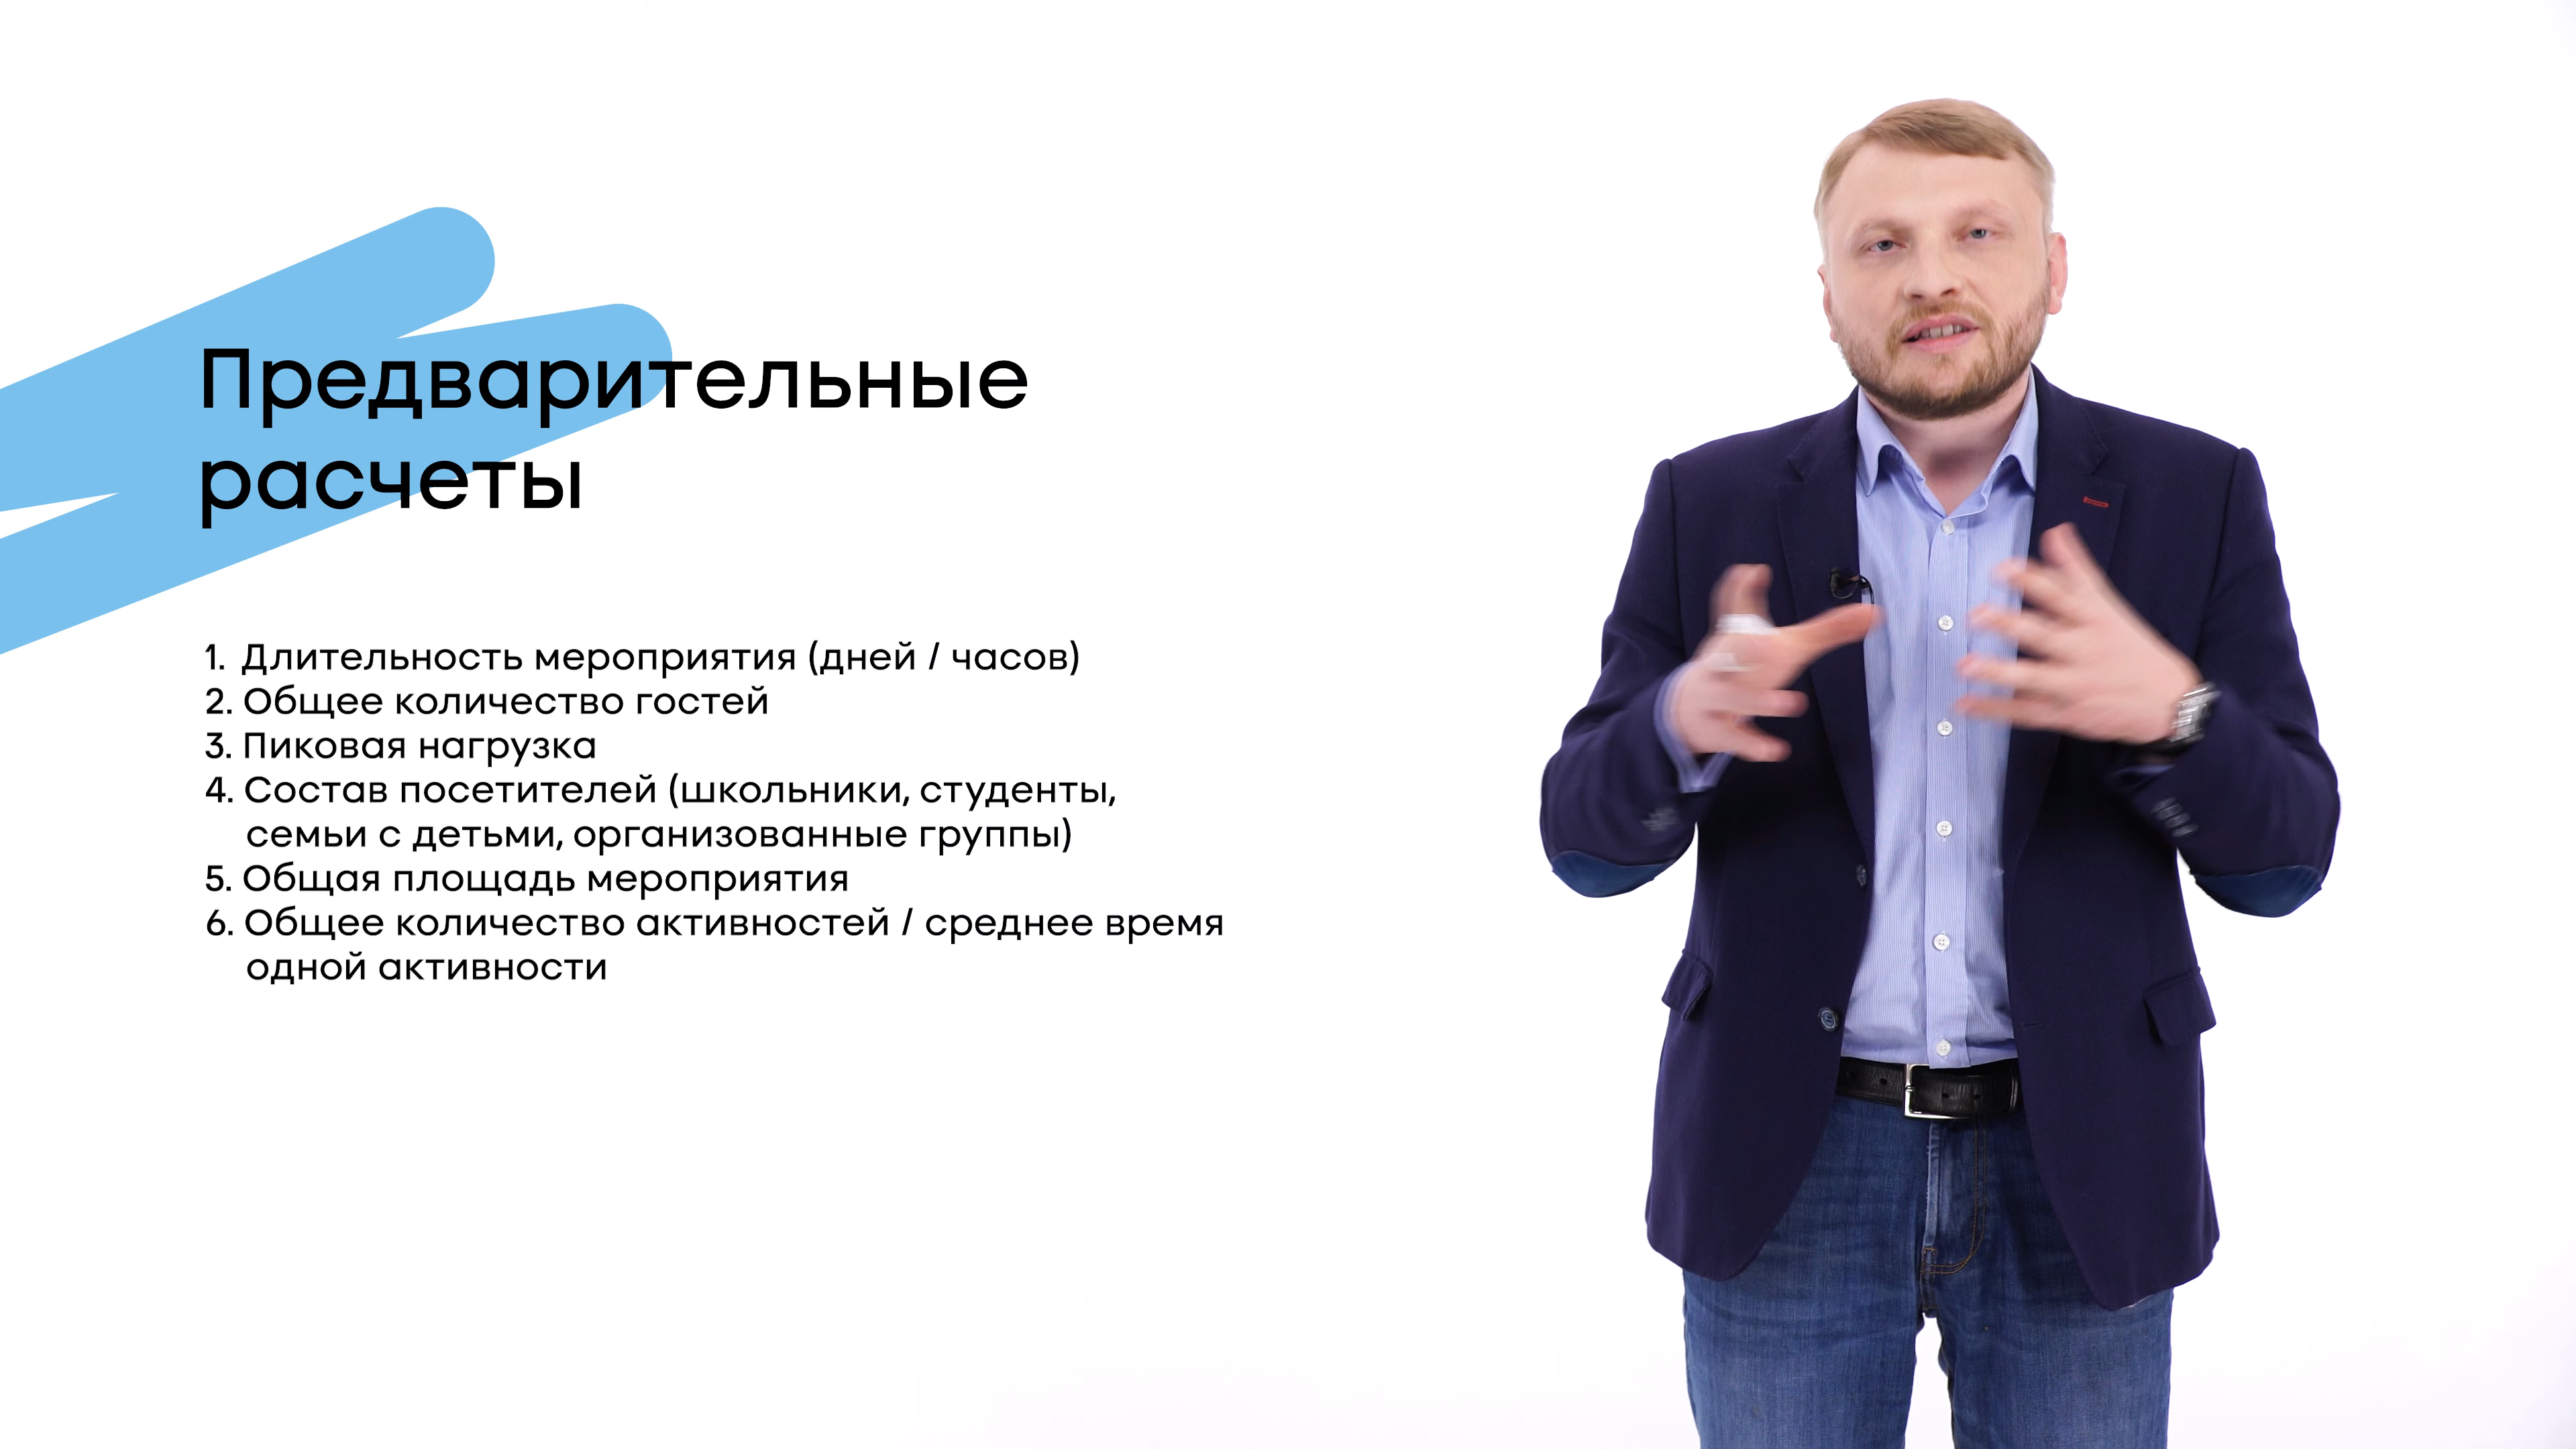 Предварительные
расчеты
1. Длительность мероприятия (дней / часов)
2. Общее количество гостей
3. Пиковая нагрузка
4. Состав посетителей (школьники, студенты,
семьи с детьми, организованные группы)
5. Общая площадь мероприятия
6. Общее количество активностей / среднее время
одной активности